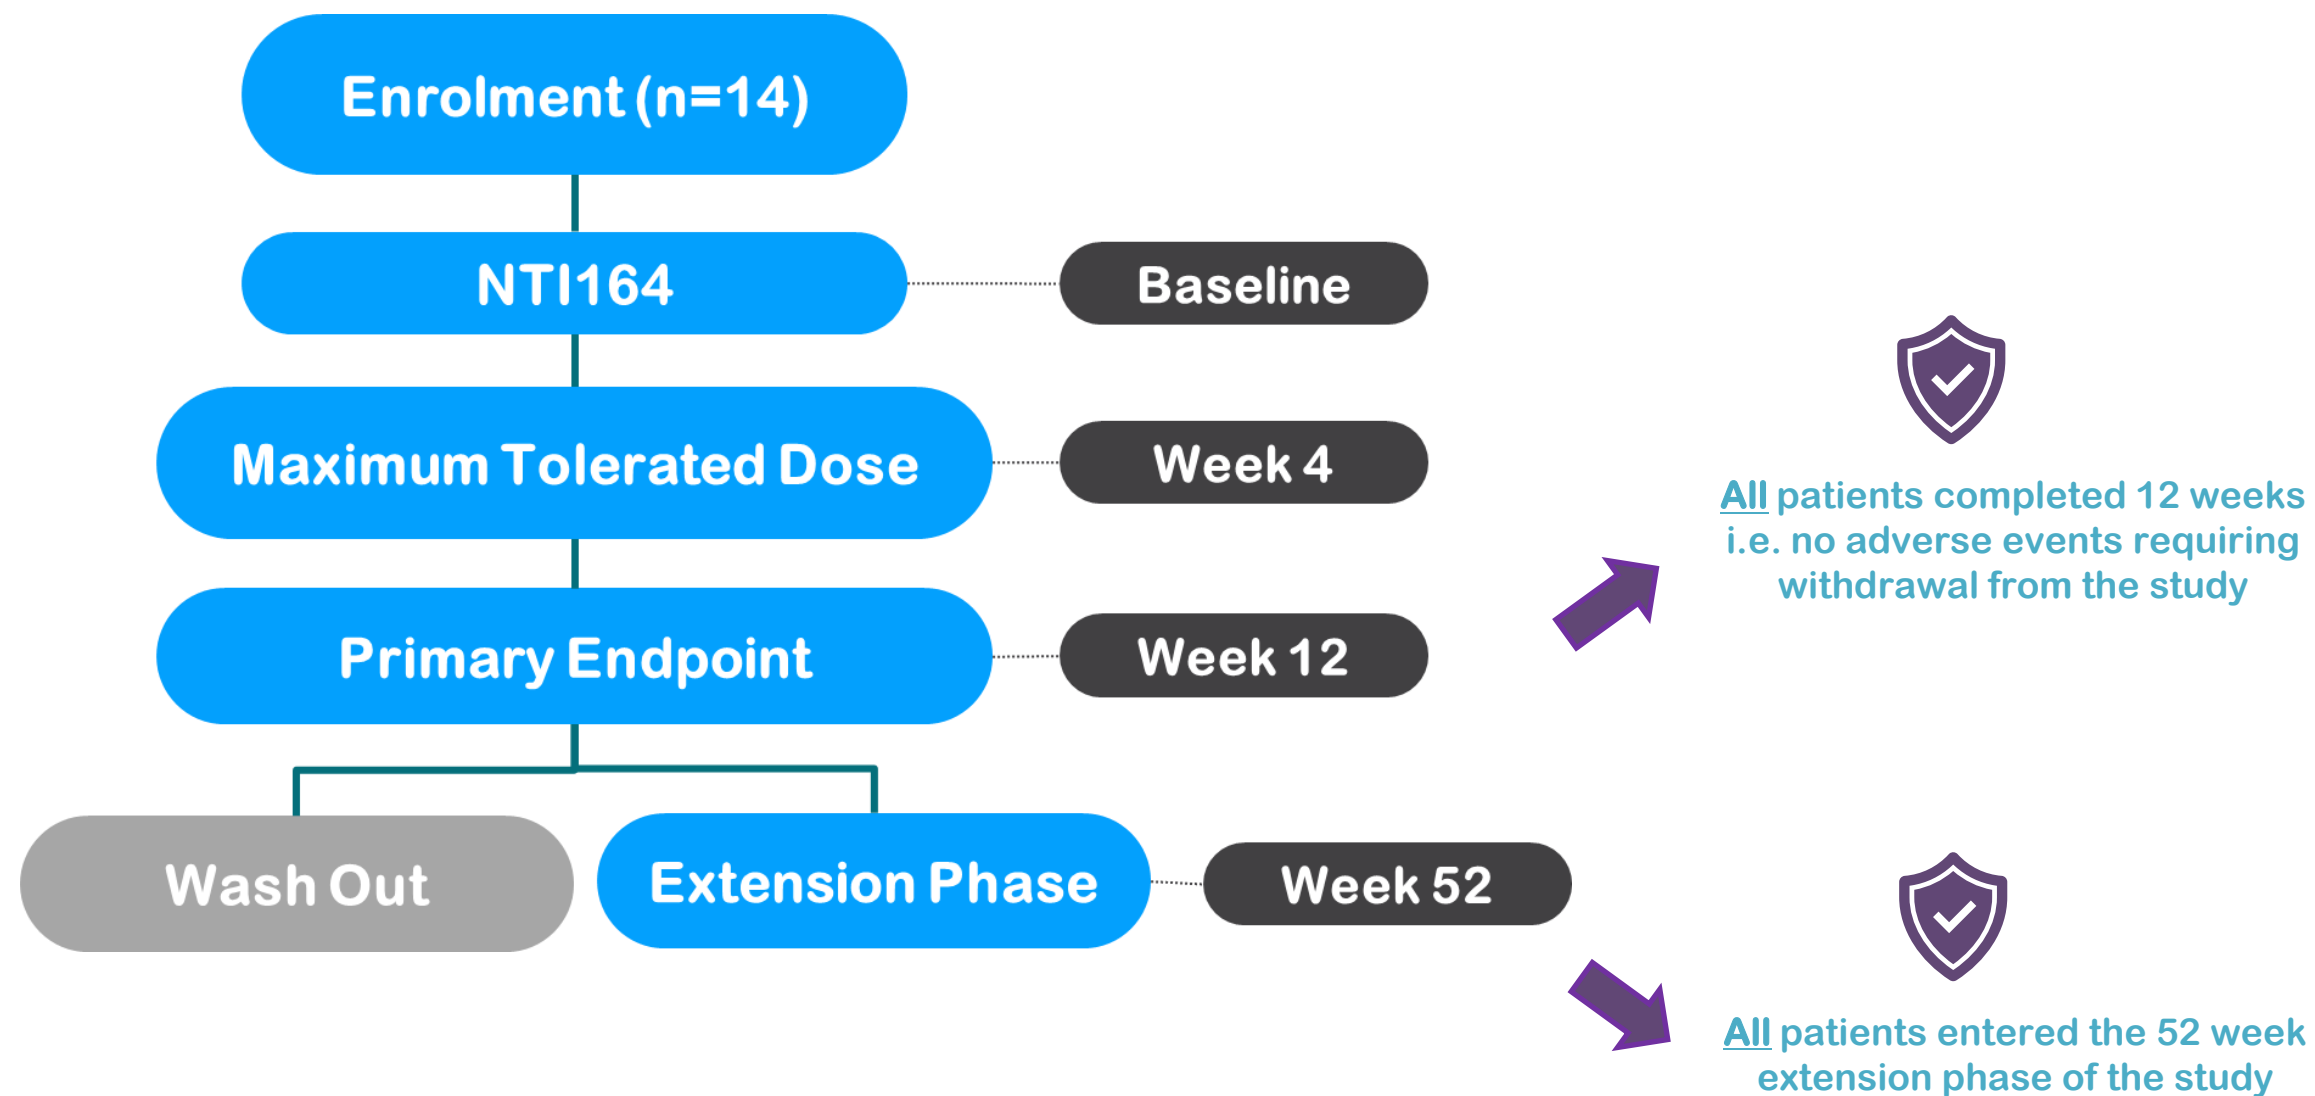 Enrolment (n=14)
NTI164
Baseline
Maximum Tolerated Dose
Week 4
Primary Endpoint
Week 12
Wash Out
Extension Phase
Week 52
All patients completed 12 weeks
i.e. no adverse events requiring
withdrawal from the study
All patients entered the 52 week
extension phase of the study